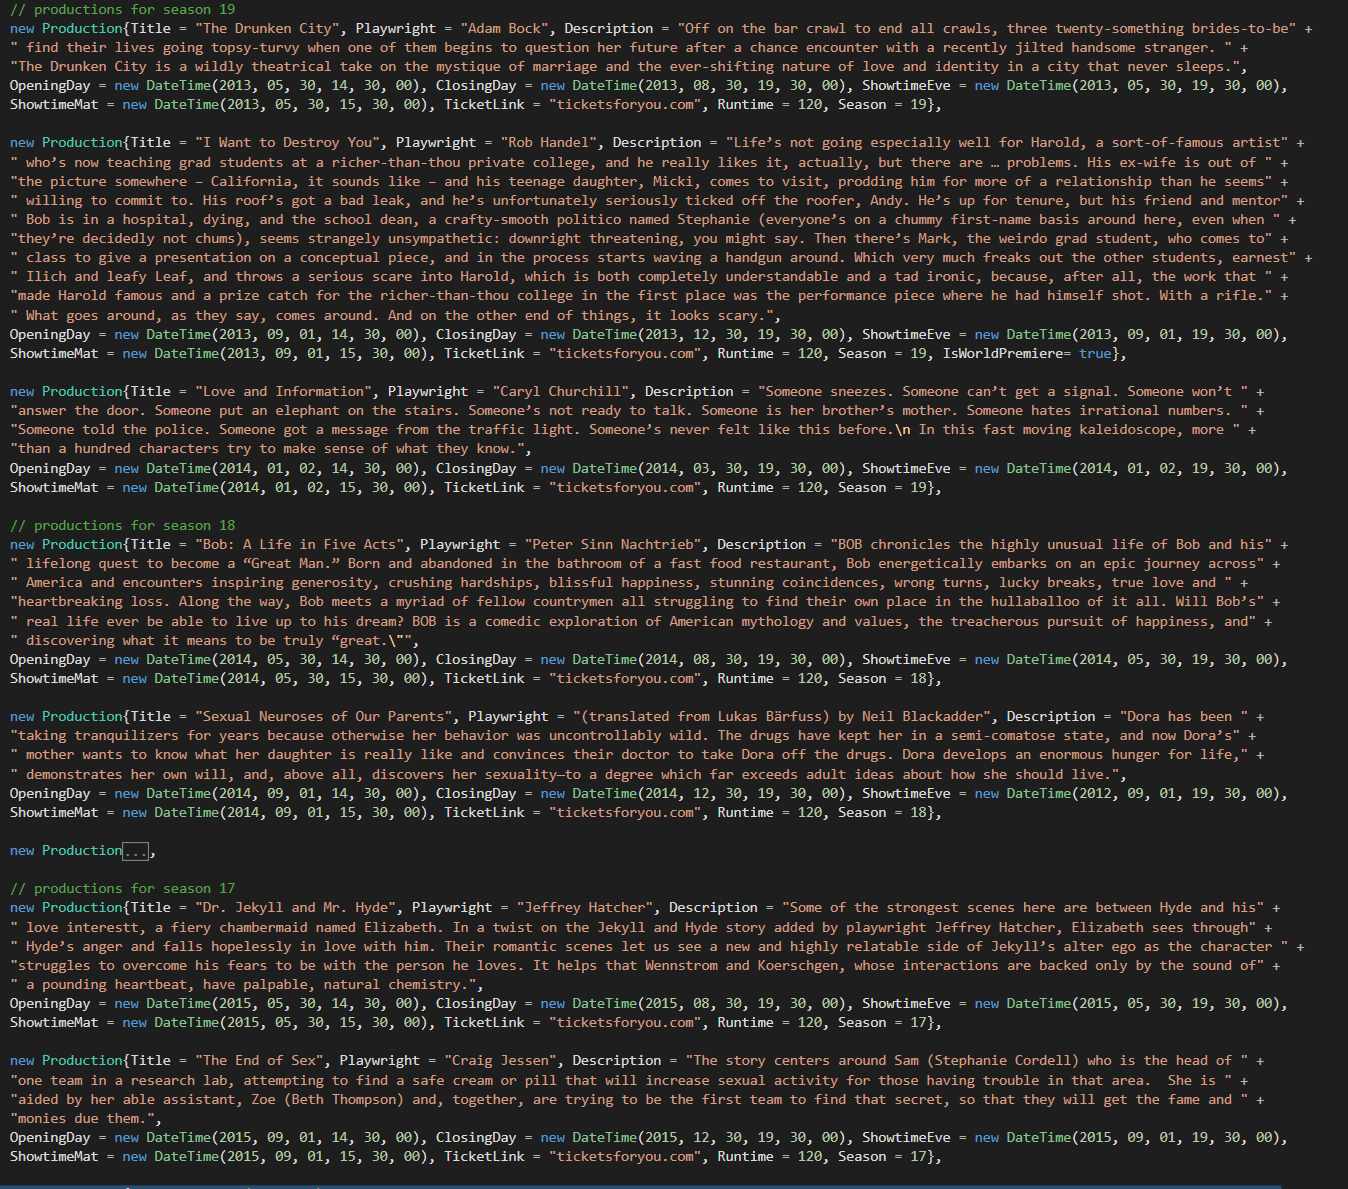 // productions for season 19
new Production{Title = "The Drunken City", Playwright = "Adam Bock", Description = "Off on the bar crawl to end all crawls, three twenty-something brides-to-be" +
" find their lives going topsy-turvy when one of them begins to question her future after a chance encounter with a recently jilted handsome stranger. " +
"The Drunken City is a wildly theatrical take on the mystique of marriage and the ever-shifting nature of love and identity in a city that never sleeps.",
OpeningDay = new DateTime(2013, 05, 30, 14, 30, 00), ClosingDay = new DateTime(2013, 08, 30, 19, 30, 00), ShowtimeEve = new DateTime(2013, 05, 30, 19, 30, 00),
ShowtimeMat = new DateTime(2013, 05, 30, 15, 30, 00), TicketLink = "ticketsforyou.com", Runtime = 120, Season = 19},
new Production{Title = "I Want to Destroy You", Playwright = "Rob Handel", Description = "Life’s not going especially well for Harold, a sort-of-famous artist" +
" who’s now teaching grad students at a richer-than-thou private college, and he really likes it, actually, but there are … problems. His ex-wife is out of " +
"the picture somewhere – California, it sounds like – and his teenage daughter, Micki, comes to visit, prodding him for more of a relationship than he seems" +
" willing to commit to. His roof’s got a bad leak, and he’s unfortunately seriously ticked off the roofer, Andy. He’s up for tenure, but his friend and mentor" +
" Bob is in a hospital, dying, and the school dean, a crafty-smooth politico named Stephanie (everyone’s on a chummy first-name basis around here, even when " +
"they’re decidedly not chums), seems strangely unsympathetic: downright threatening, you might say. Then there’s Mark, the weirdo grad student, who comes to" +
" class to give a presentation on a conceptual piece, and in the process starts waving a handgun around. Which very much freaks out the other students, earnest" +
" Ilich and leafy Leaf, and throws a serious scare into Harold, which is both completely understandable and a tad ironic, because, after all, the work that " +
"made Harold famous and a prize catch for the richer-than-thou college in the first place was the performance piece where he had himself shot. With a rifle." +
" What goes around, as they say, comes around. And on the other end of things, it looks scary.",
OpeningDay = new DateTime(2013, 09, 01, 14, 30, 00), ClosingDay = new DateTime(2013, 12, 30, 19, 30, 00), ShowtimeEve = new DateTime(2013, 09, 01, 19, 30, 00),
ShowtimeMat = new DateTime(2013, 09, 01, 15, 30, 00), TicketLink = "ticketsforyou.com", Runtime = 120, Season = 19, IsWorldPremiere= true},
new Production{Title = "Love and Information", Playwright = "Caryl Churchill", Description = "Someone sneezes. Someone can’t get a signal. Someone won’t " +
"answer the door. Someone put an elephant on the stairs. Someone’s not ready to talk. Someone is her brother’s mother. Someone hates irrational numbers. " +
"Someone told the police. Someone got a message from the traffic light. Someone’s never felt like this before.\n In this fast moving kaleidoscope, more " +
"than a hundred characters try to make sense of what they know.",
OpeningDay = new DateTime(2014, 01, 02, 14, 30, 00), ClosingDay = new DateTime(2014, 03, 30, 19, 30, 00), ShowtimeEve = new DateTime(2014, 01, 02, 19, 30, 00),
ShowtimeMat = new DateTime(2014, 01, 02, 15, 30, 00), TicketLink = "ticketsforyou.com", Runtime = 120, Season = 19},
// productions for season 18
new Production{Title = "Bob: A Life in Five Acts", Playwright = "Peter Sinn Nachtrieb", Description = "BOB chronicles the highly unusual life of Bob and his" +
" lifelong quest to become a “Great Man.” Born and abandoned in the bathroom of a fast food restaurant, Bob energetically embarks on an epic journey across" +
" America and encounters inspiring generosity, crushing hardships, blissful happiness, stunning coincidences, wrong turns, lucky breaks, true love and " +
"heartbreaking loss. Along the way, Bob meets a myriad of fellow countrymen all struggling to find their own place in the hullaballoo of it all. Will Bob’s" +
" real life ever be able to live up to his dream? BOB is a comedic exploration of American mythology and values, the treacherous pursuit of happiness, and" +
" discovering what it means to be truly “great.\"",
OpeningDay = new DateTime(2014, 05, 30, 14, 30, 00), ClosingDay = new DateTime(2014, 08, 30, 19, 30, 00), ShowtimeEve = new DateTime(2014, 05, 30, 19, 30, 00),
ShowtimeMat = new DateTime(2014, 05, 30, 15, 30, 00), TicketLink = "ticketsforyou.com", Runtime = 120, Season = 18},
new Production{Title = "Sexual Neuroses of Our Parents", Playwright = "(translated from Lukas Bärfuss) by Neil Blackadder", Description = "Dora has been " +
"taking tranquilizers for years because otherwise her behavior was uncontrollably wild. The drugs have kept her in a semi-comatose state, and now Dora’s" +
" mother wants to know what her daughter is really like and convinces their doctor to take Dora off the drugs. Dora develops an enormous hunger for life," +
" demonstrates her own will, and, above all, discovers her sexuality—to a degree which far exceeds adult ideas about how she should live.",
OpeningDay = new DateTime(2014, 09, 01, 14, 30, 00), ClosingDay = new DateTime(2014, 12, 30, 19, 30, 00), ShowtimeEve = new DateTime(2012, 09, 01, 19, 30, 00),
ShowtimeMat = new DateTime(2014, 09, 01, 15, 30, 00), TicketLink = "ticketsforyou.com", Runtime = 120, Season = 18},
new Production...,
// productions for season 17
new Production{Title = "Dr. Jekyll and Mr. Hyde", Playwright = "Jeffrey Hatcher", Description = "Some of the strongest scenes here are between Hyde and his" +
" love interestt, a fiery chambermaid named Elizabeth. In a twist on the Jekyll and Hyde story added by playwright Jeffrey Hatcher, Elizabeth sees through" +
" Hyde’s anger and falls hopelessly in love with him. Their romantic scenes let us see a new and highly relatable side of Jekyll’s alter ego as the character " +
"struggles to overcome his fears to be with the person he loves. It helps that Wennstrom and Koerschgen, whose interactions are backed only by the sound of" +
" a pounding heartbeat, have palpable, natural chemistry.",
OpeningDay = new DateTime(2015, 05, 30, 14, 30, 00), ClosingDay = new DateTime(2015, 08, 30, 19, 30, 00), ShowtimeEve = new DateTime(2015, 05, 30, 19, 30, 00),
ShowtimeMat = new DateTime(2015, 05, 30, 15, 30, 00), TicketLink = "ticketsforyou.com", Runtime = 120, Season = 17},
new Production{Title = "The End of Sex", Playwright = "Craig Jessen", Description = "The story centers around Sam (Stephanie Cordell) who is the head of " +
"one team in a research lab, attempting to find a safe cream or pill that will increase sexual activity for those having trouble in that area.  She is " +
"aided by her able assistant, Zoe (Beth Thompson) and, together, are trying to be the first team to find that secret, so that they will get the fame and " +
"monies due them.",
OpeningDay = new DateTime(2015, 09, 01, 14, 30, 00), ClosingDay = new DateTime(2015, 12, 30, 19, 30, 00), ShowtimeEve = new DateTime(2015, 09, 01, 19, 30, 00),
ShowtimeMat = new DateTime(2015, 09, 01, 15, 30, 00), TicketLink = "ticketsforyou.com", Runtime = 120, Season = 17},